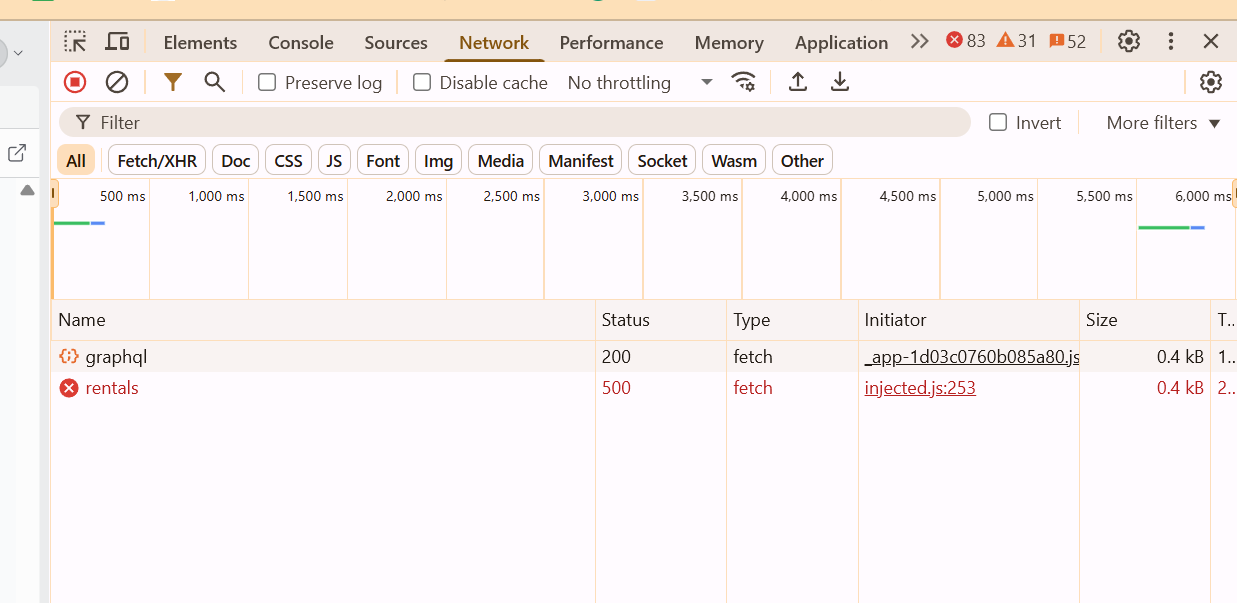 Elements Console Sources Network Performance Memory Application 83 31 52
Preserve log Disable cache No throttling
Filter Invert More filters
All Fetch/XHR Doc CSS JS Font Img Media Manifest Socket Wasm Other
500 ms 1,000 ms 1,500 ms 2,000 ms 2,500 ms 3,000 ms 3,500 ms 4,000 ms 4,500 ms 5,000 ms 5,500 ms 6,000 ms
Name Status Type Initiator Size T..
graphql 200 fetch _app-1d03c0760b085a80.js 0.4 kB 1..
rentals 500 fetch injected.js:253 0.4 kB 2..